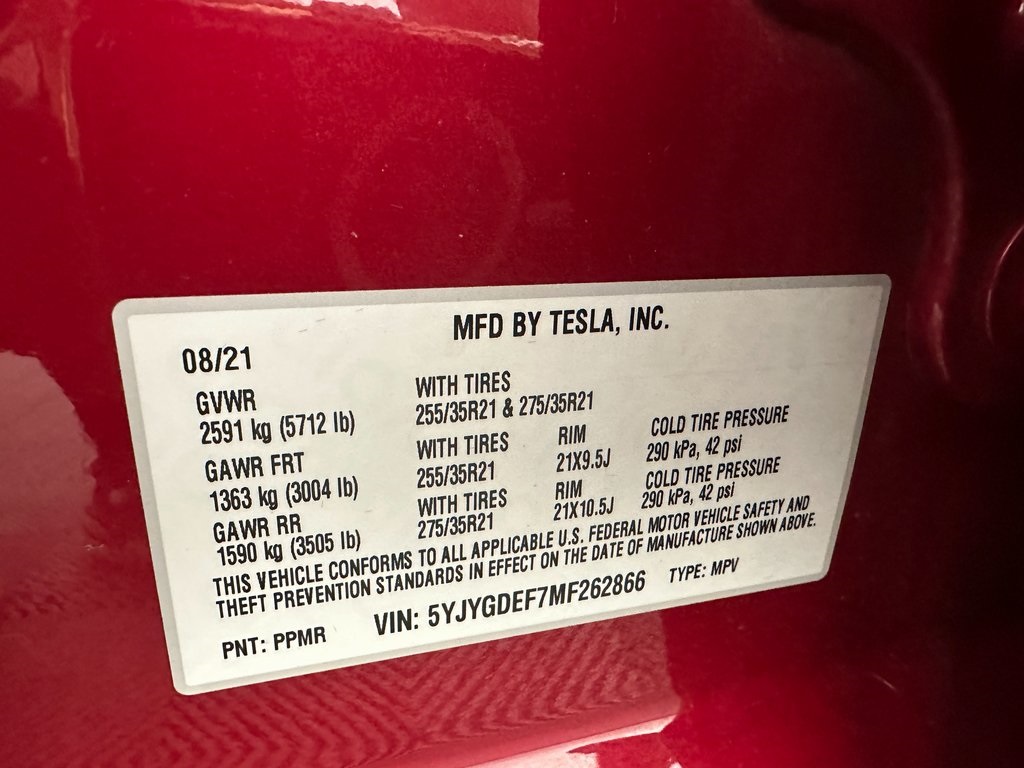 MFD BY TESLA, INC.
08/21
GVWR
2591 kg (5712 lb)
WITH TIRES
255/35R21 & 275/35R21
GAWR FRT
1363 kg (3004 lb)
WITH TIRES
255/35R21
RIM
21X9.5J
COLD TIRE PRESSURE
290 kPa, 42 psi
GAWR RR
1590 kg (3505 lb)
WITH TIRES
275/35R21
RIM
21X10.5J
COLD TIRE PRESSURE
290 kPa, 42 psi
THIS VEHICLE CONFORMS TO ALL APPLICABLE U.S. FEDERAL MOTOR VEHICLE SAFETY AND
THEFT PREVENTION STANDARDS IN EFFECT ON THE DATE OF MANUFACTURE SHOWN ABOVE.
PNT: PPMR VIN: 5YJYGDEF7MF262866 TYPE: MPV